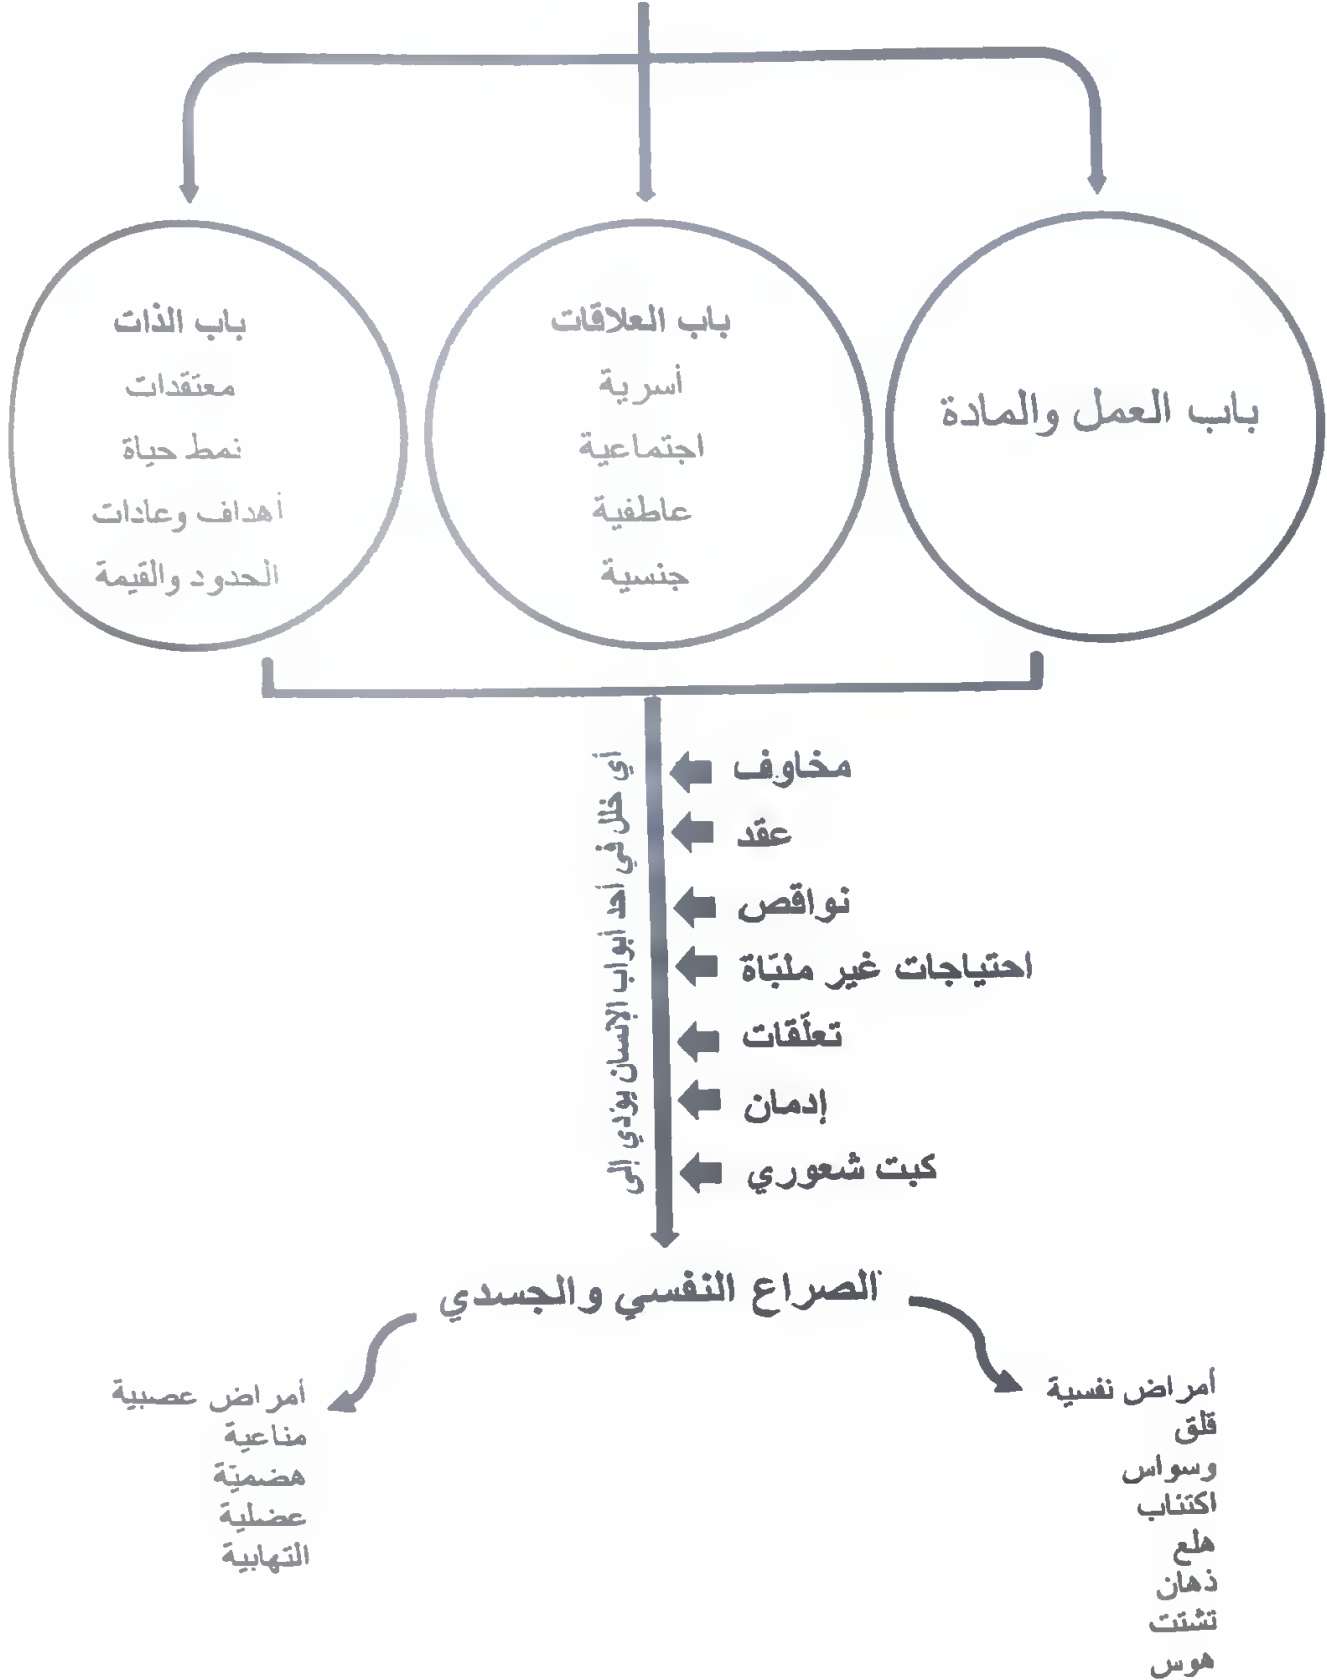 باب العمل والمادة
باب العلاقات
أسرية
اجتماعية
عاطفية
جنسية
باب الذات
معتقدات
نمط حياة
أهداف وعادات
الحدود والقيمة
أي خلل في أحد أبواب الإنسان يؤدي إلى
مخاوف
عقد
نواقص
احتياجات غير ملبّاة
تعلّقات
إدمان
كبت شعوري
الصراع النفسي والجسدي
أمراض نفسية
قلق
وسواس
اكتئاب
هلع
ذهان
تشتت
هوس
أمراض عصبية
مناعية
هضميّة
عضلية
التهابية